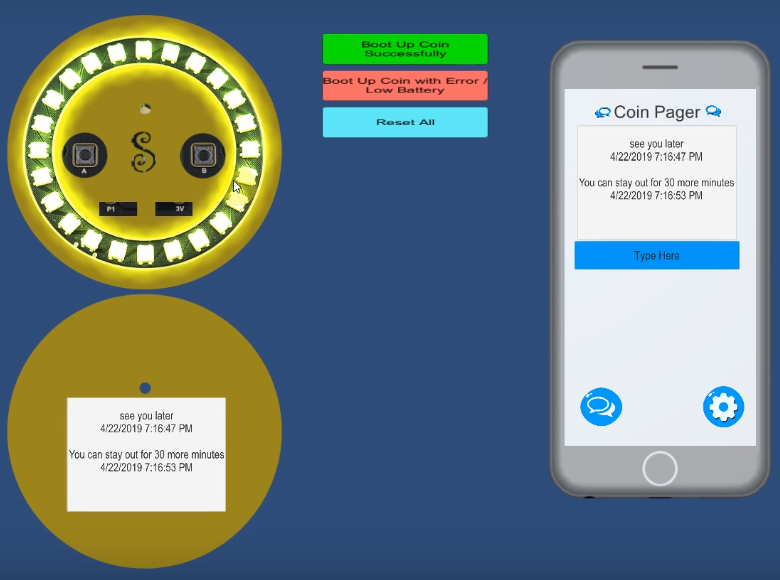 A
B
P1
3V
Boot Up Coin
Successfully
Boot Up Coin with Error /
Low Battery
Reset All
Coin Pager
see you later
4/22/2019 7:16:47 PM
You can stay out for 30 more minutes
4/22/2019 7:16:53 PM
Type Here
see you later
4/22/2019 7:16:47 PM
You can stay out for 30 more minutes
4/22/2019 7:16:53 PM